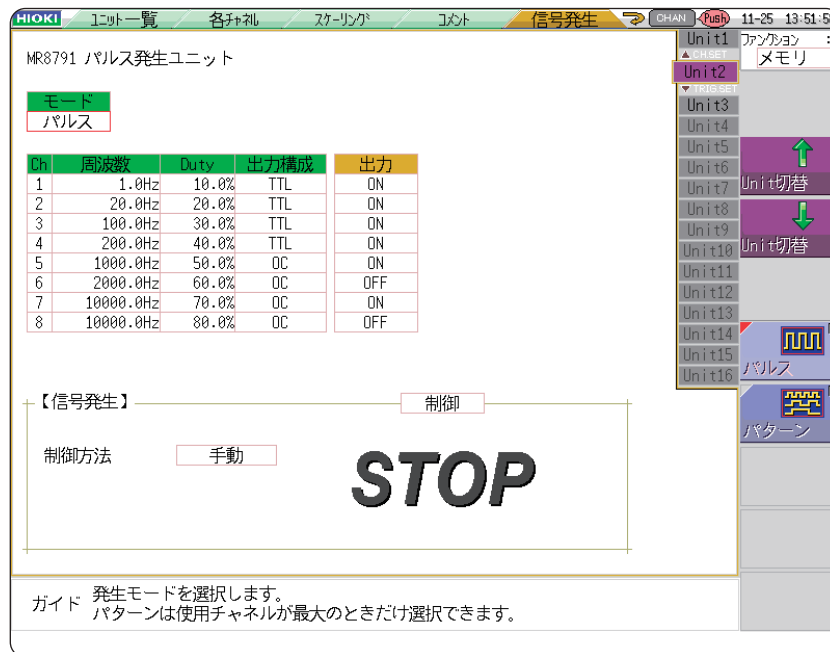 HIOKI ユニット一覧 各チャネル スケーリング コメント 信号発生 CHAN Push 11-25 13:51:5
MR8791 パルス発生ユニット
モード
パルス
Ch 周波数 Duty 出力構成 出力
1 1.0Hz 10.0% TTL ON
2 20.0Hz 20.0% TTL ON
3 100.0Hz 30.0% TTL ON
4 200.0Hz 40.0% TTL ON
5 1000.0Hz 50.0% OC ON
6 2000.0Hz 60.0% OC OFF
7 10000.0Hz 70.0% OC ON
8 10000.0Hz 80.0% OC OFF
【信号発生】 制御
制御方法 手動
STOP
ガイド 発生モードを選択します。
パターンは使用チャネルが最大のときだけ選択できます。
Unit1
▲ CH.SET
Unit2
▼ TRIG.SET
Unit3
Unit4
Unit5
Unit6
Unit7
Unit8
Unit9
Unit10
Unit11
Unit12
Unit13
Unit14
Unit15
Unit16
ファンクション :
メモリ
Unit切替
Unit切替
パルス
パターン